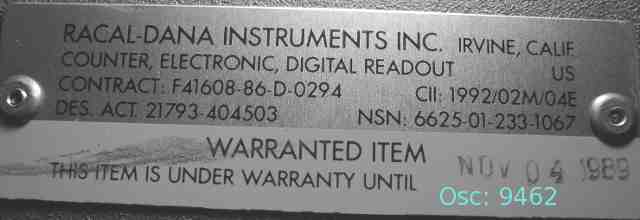 RACAL-DANA INSTRUMENTS INC. IRVINE, CALIF.
COUNTER, ELECTRONIC, DIGITAL READOUT US
CONTRACT: F41608-86-D-0294 CII: 1992/02M/04E
DES. ACT. 21793-404503 NSN: 6625-01-233-1067
WARRANTED ITEM
THIS ITEM IS UNDER WARRANTY UNTIL NOV 04 1989
Osc: 9462